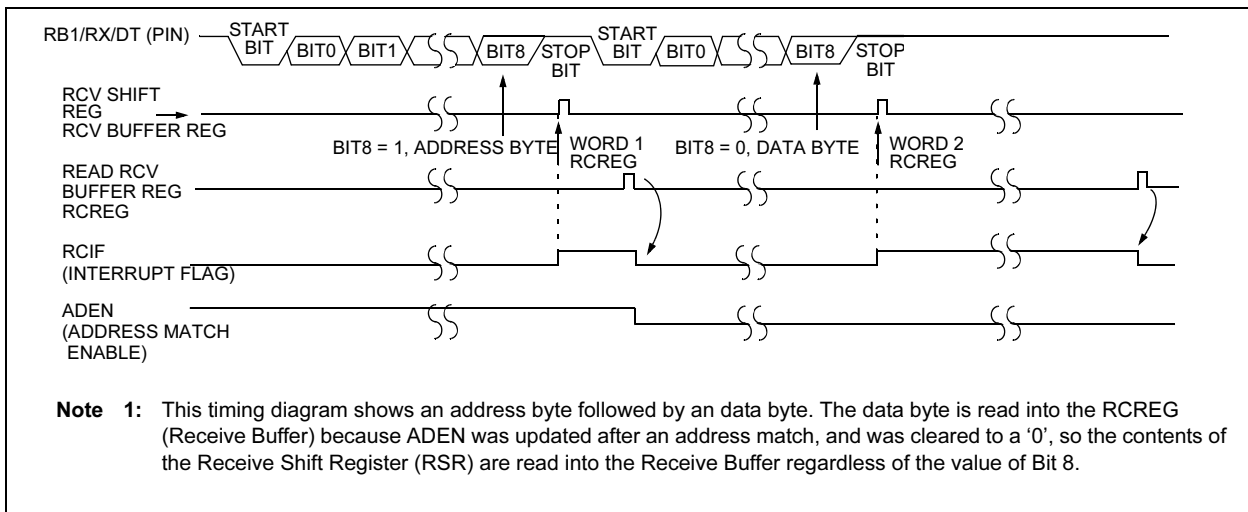 RB1/RX/DT (PIN)
START
BIT
BIT0
BIT1
BIT8
STOP
BIT
START
BIT
BIT0
BIT8
STOP
BIT
RCV SHIFT
REG
RCV BUFFER REG
BIT8 = 1, ADDRESS BYTE
WORD 1
RCREG
BIT8 = 0, DATA BYTE
WORD 2
RCREG
READ RCV
BUFFER REG
RCREG
RCIF
(INTERRUPT FLAG)
ADEN
(ADDRESS MATCH
ENABLE)
Note 1: This timing diagram shows an address byte followed by an data byte. The data byte is read into the RCREG
(Receive Buffer) because ADEN was updated after an address match, and was cleared to a ‘0’, so the contents of
the Receive Shift Register (RSR) are read into the Receive Buffer regardless of the value of Bit 8.